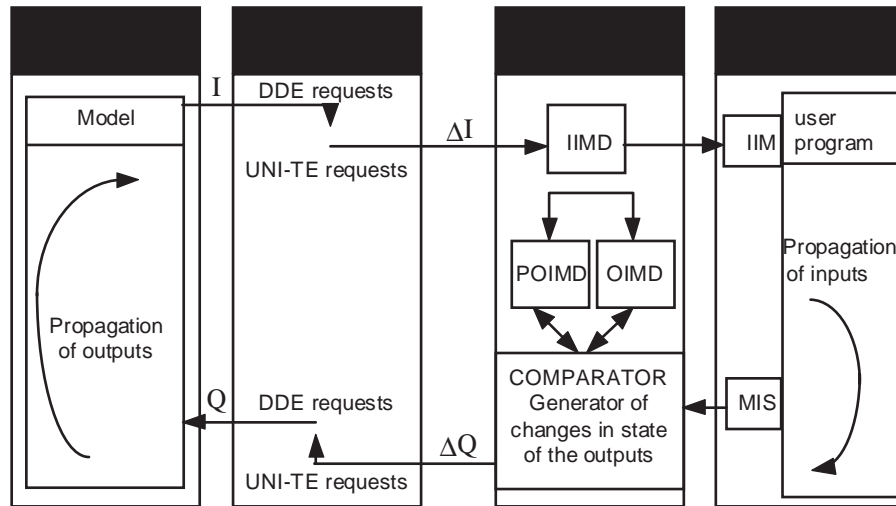 I
DDE requests
Model
ΔI
IIMD
IIM
user
program
UNI-TE requests
POIMD
OIMD
Propagation
of inputs
Propagation
of outputs
COMPARATOR
Generator of
changes in state
of the outputs
MIS
Q
DDE requests
ΔQ
UNI-TE requests